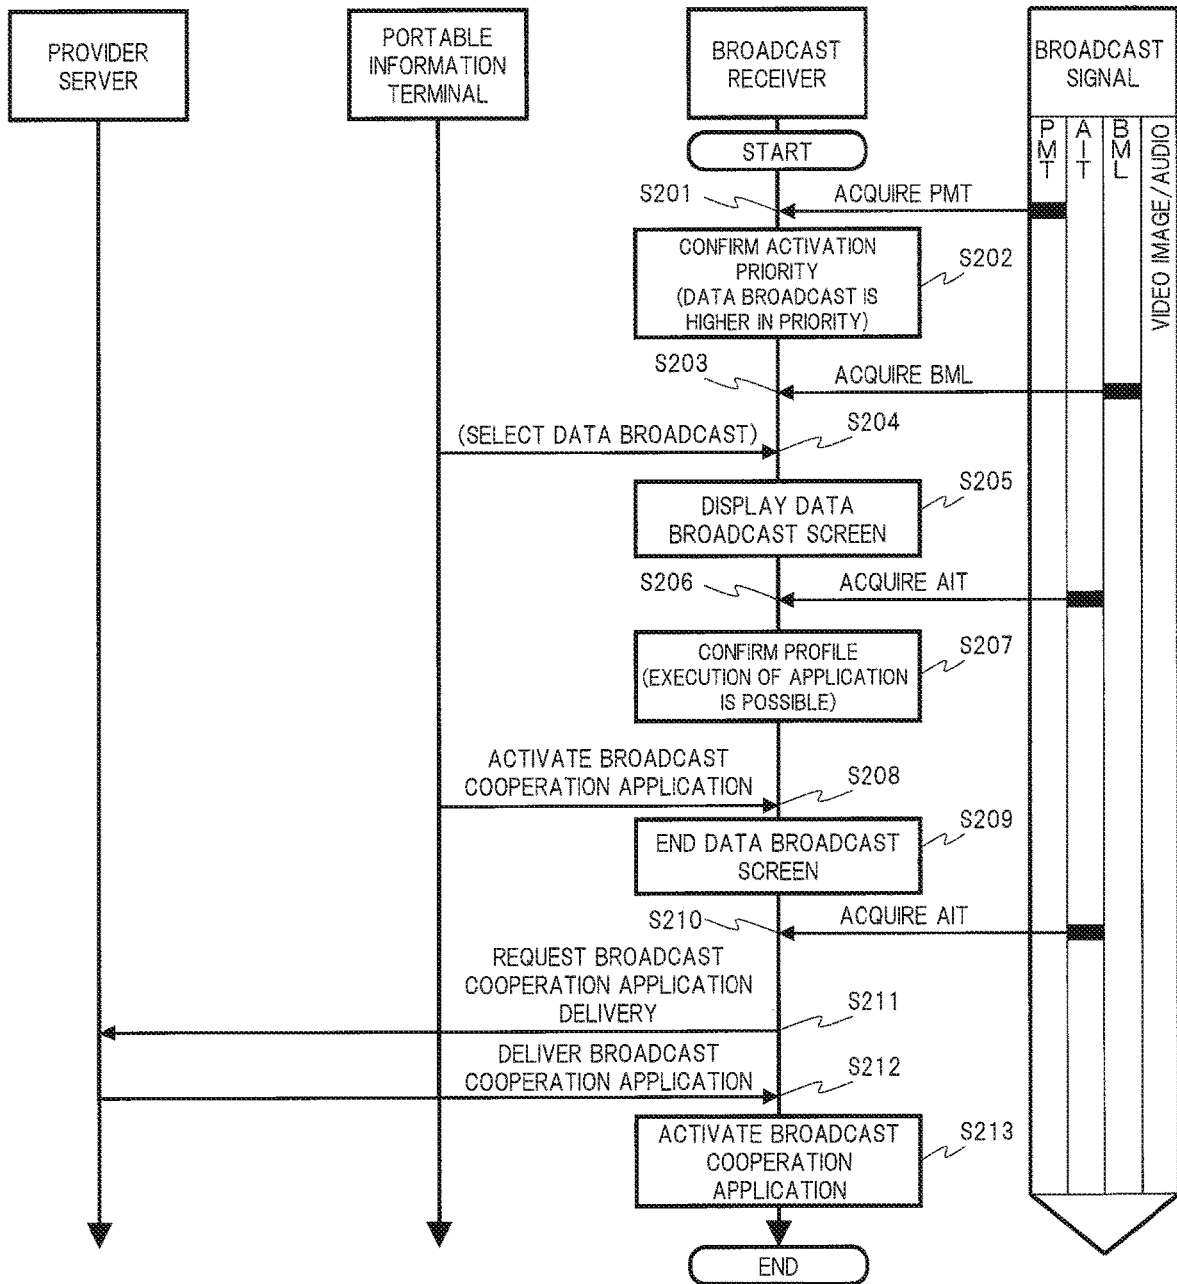 PROVIDER
SERVER
PORTABLE
INFORMATION
TERMINAL
BROADCAST
RECEIVER
BROADCAST
SIGNAL
PMT
AIT
BML
VIDEO IMAGE/AUDIO
START
S201
ACQUIRE PMT
CONFIRM ACTIVATION
PRIORITY
(DATA BROADCAST IS
HIGHER IN PRIORITY)
S202
S203
ACQUIRE BML
(SELECT DATA BROADCAST)
S204
DISPLAY DATA
BROADCAST SCREEN
S205
S206
ACQUIRE AIT
CONFIRM PROFILE
(EXECUTION OF APPLICATION
IS POSSIBLE)
S207
ACTIVATE BROADCAST
COOPERATION APPLICATION
S208
END DATA BROADCAST
SCREEN
S209
S210
ACQUIRE AIT
REQUEST BROADCAST
COOPERATION APPLICATION
DELIVERY
S211
DELIVER BROADCAST
COOPERATION APPLICATION
S212
ACTIVATE BROADCAST
COOPERATION
APPLICATION
S213
END